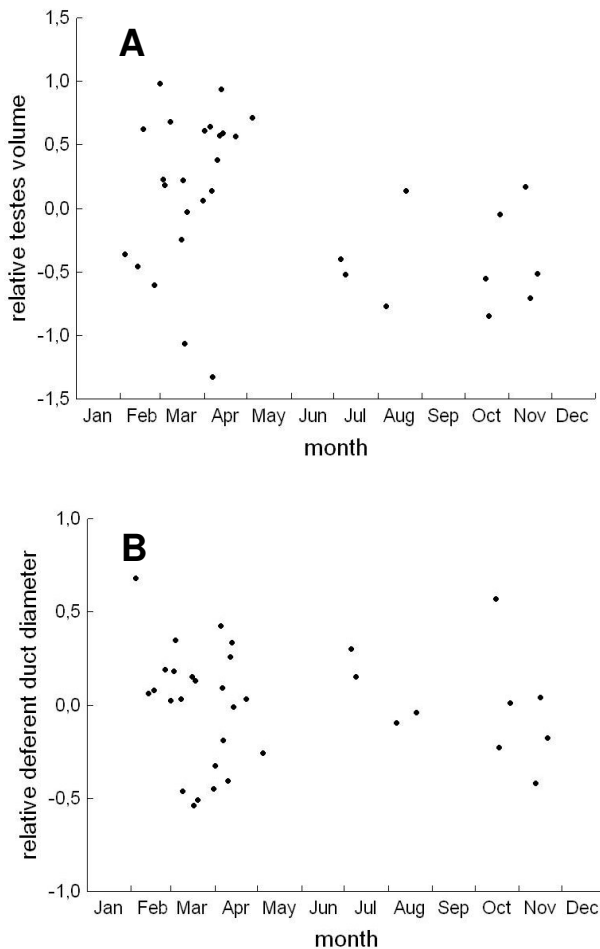 A
relative testes volume
1,5
1,0
0,5
0,0
-0,5
-1,0
-1,5
Jan Feb Mar Apr May Jun Jul Aug Sep Oct Nov Dec
month
B
relative deferent duct diameter
1,0
0,5
0,0
-0,5
-1,0
Jan Feb Mar Apr May Jun Jul Aug Sep Oct Nov Dec
month